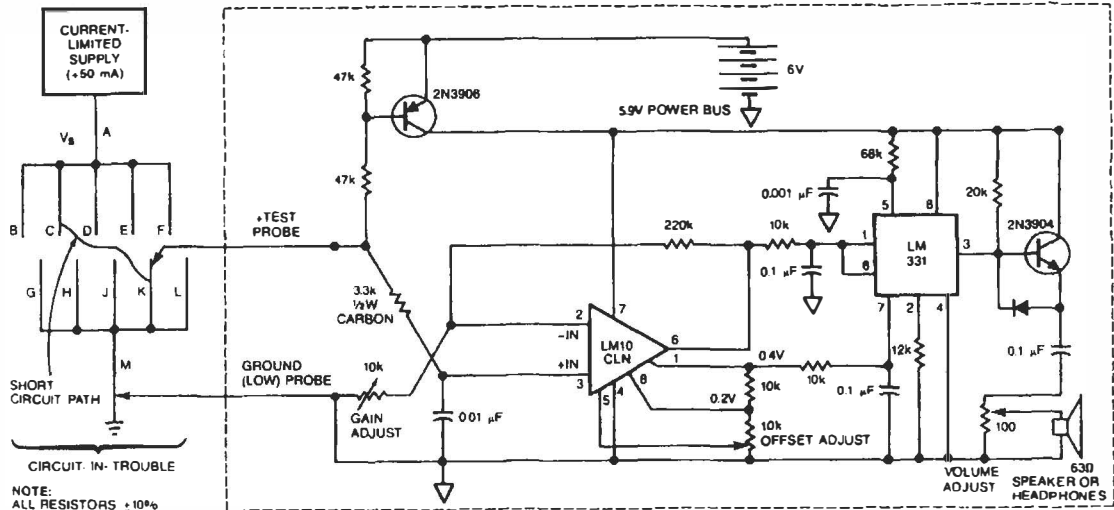 CURRENT-
LIMITED
SUPPLY
(+50 mA)
Vs
A
B
C
D
E
F
G
H
J
K
L
M
SHORT
CIRCUIT PATH
CIRCUIT-IN-TROUBLE
NOTE:
ALL RESISTORS +10%
+TEST
PROBE
GROUND
(LOW) PROBE
47k
2N3906
47k
6V
5.9V POWER BUS
3.3k
½W
CARBON
10k
GAIN
ADJUST
0.01 µF
220k
10k
0.1 µF
2
-IN
+IN
3
7
LM10
CLN
6
1
8
5
4
0.4V
0.2V
10k
10k
10k
OFFSET ADJUST
0.1 µF
68k
0.001 µF
5
8
1
6
LM
331
3
7
2
4
12k
20k
2N3904
0.1 µF
100
VOLUME
ADJUST
63Ω
SPEAKER OR
HEADPHONES